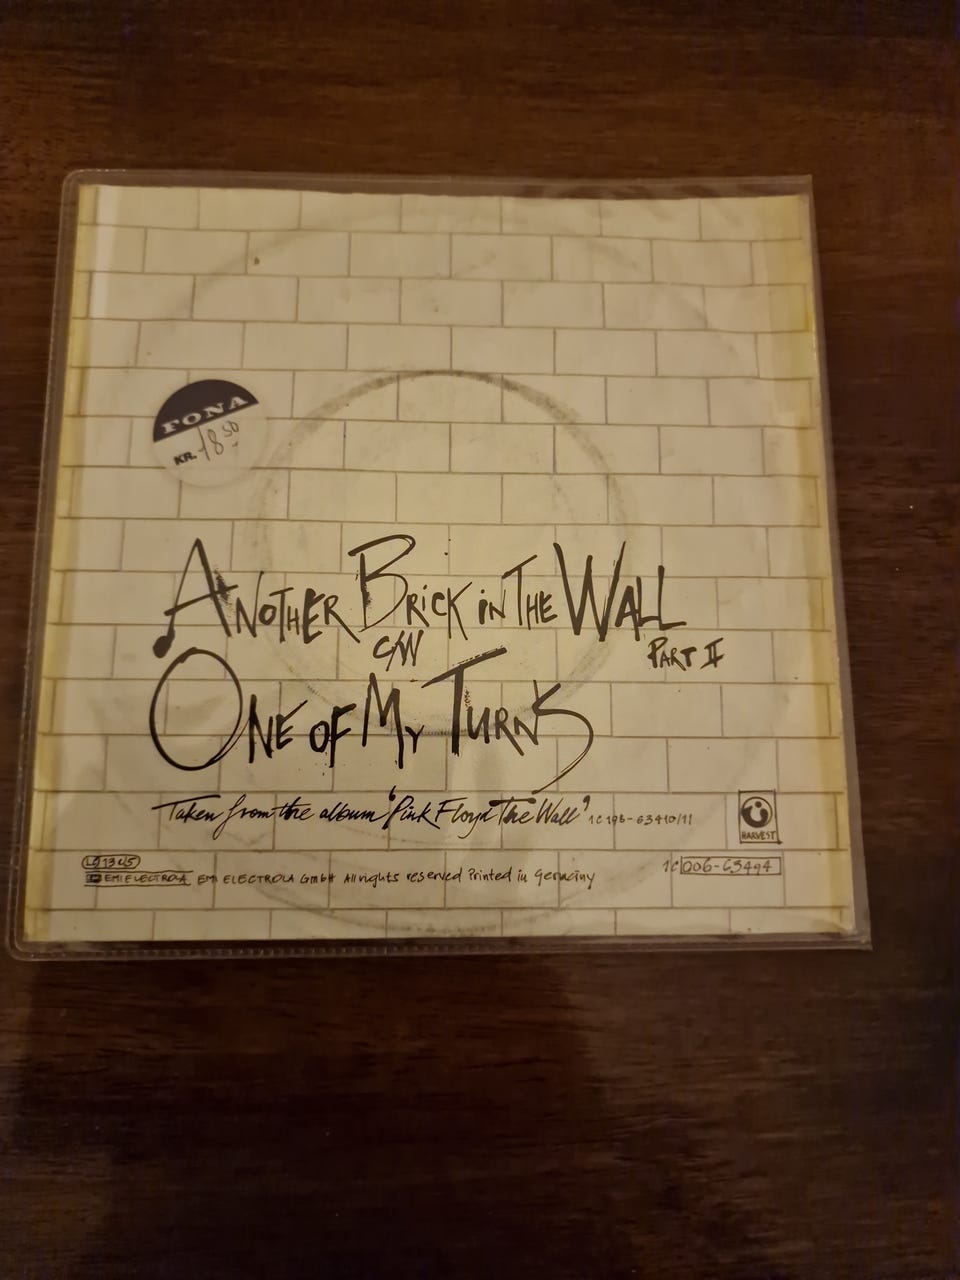 FONA
KR. 18 50
ANOTHER BRICK IN THE WALL
PART II
C/W
ONE OF MY TURNS
Taken from the album 'Pink Floyd The Wall' 1C 198-63410/11
HARVEST
LC 1345
EMI ELECTROLA EMI ELECTROLA GmbH All rights reserved Printed in Germany
1C 006-63494